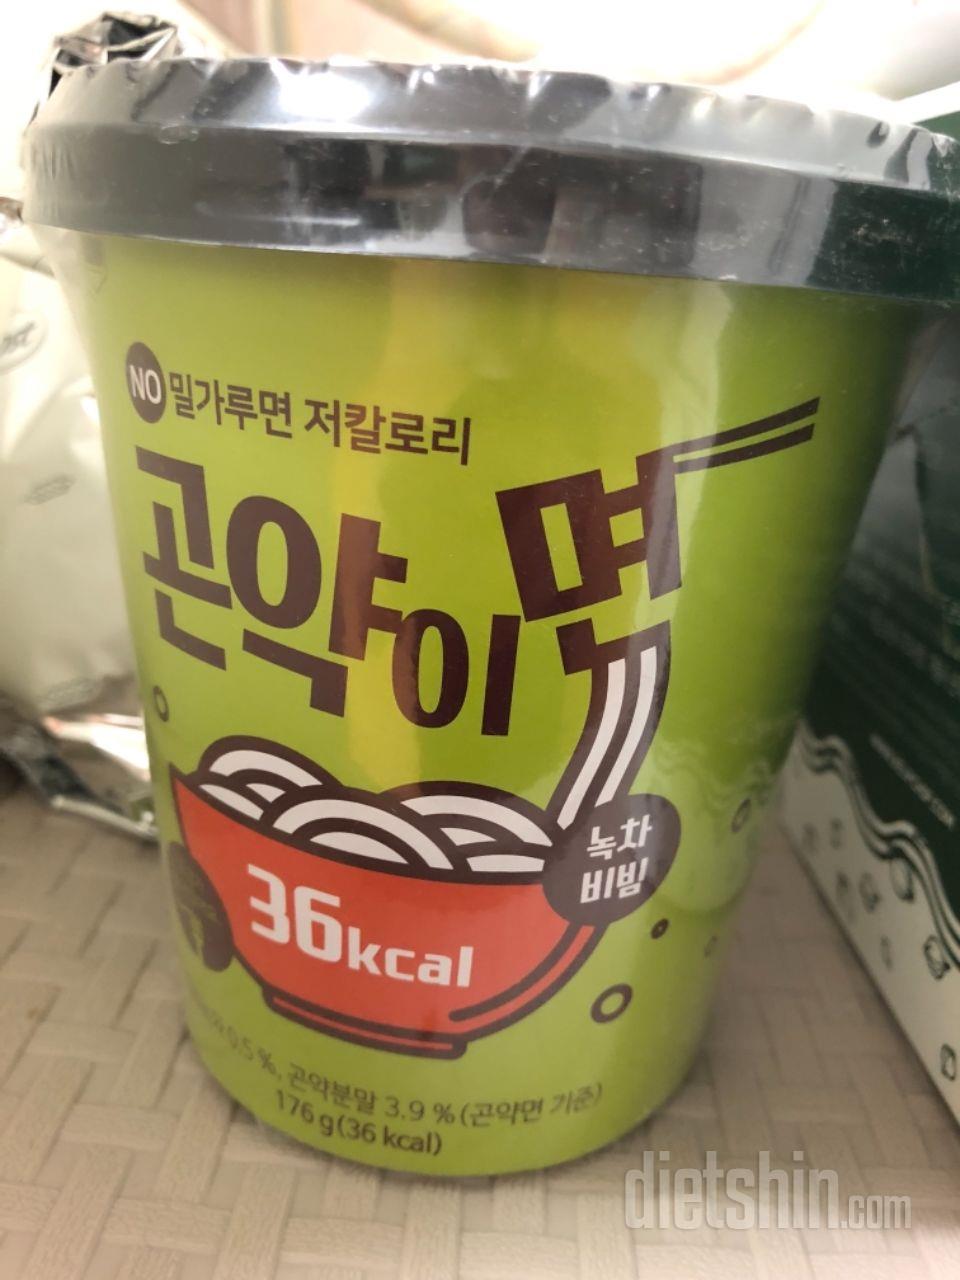 NO 밀가루면 저칼로리
곤약이면
녹차
비빔
36kcal
0.5 %, 곤약분말 3.9 % (곤약면 기준)
176 g (36 kcal)
dietshin.com